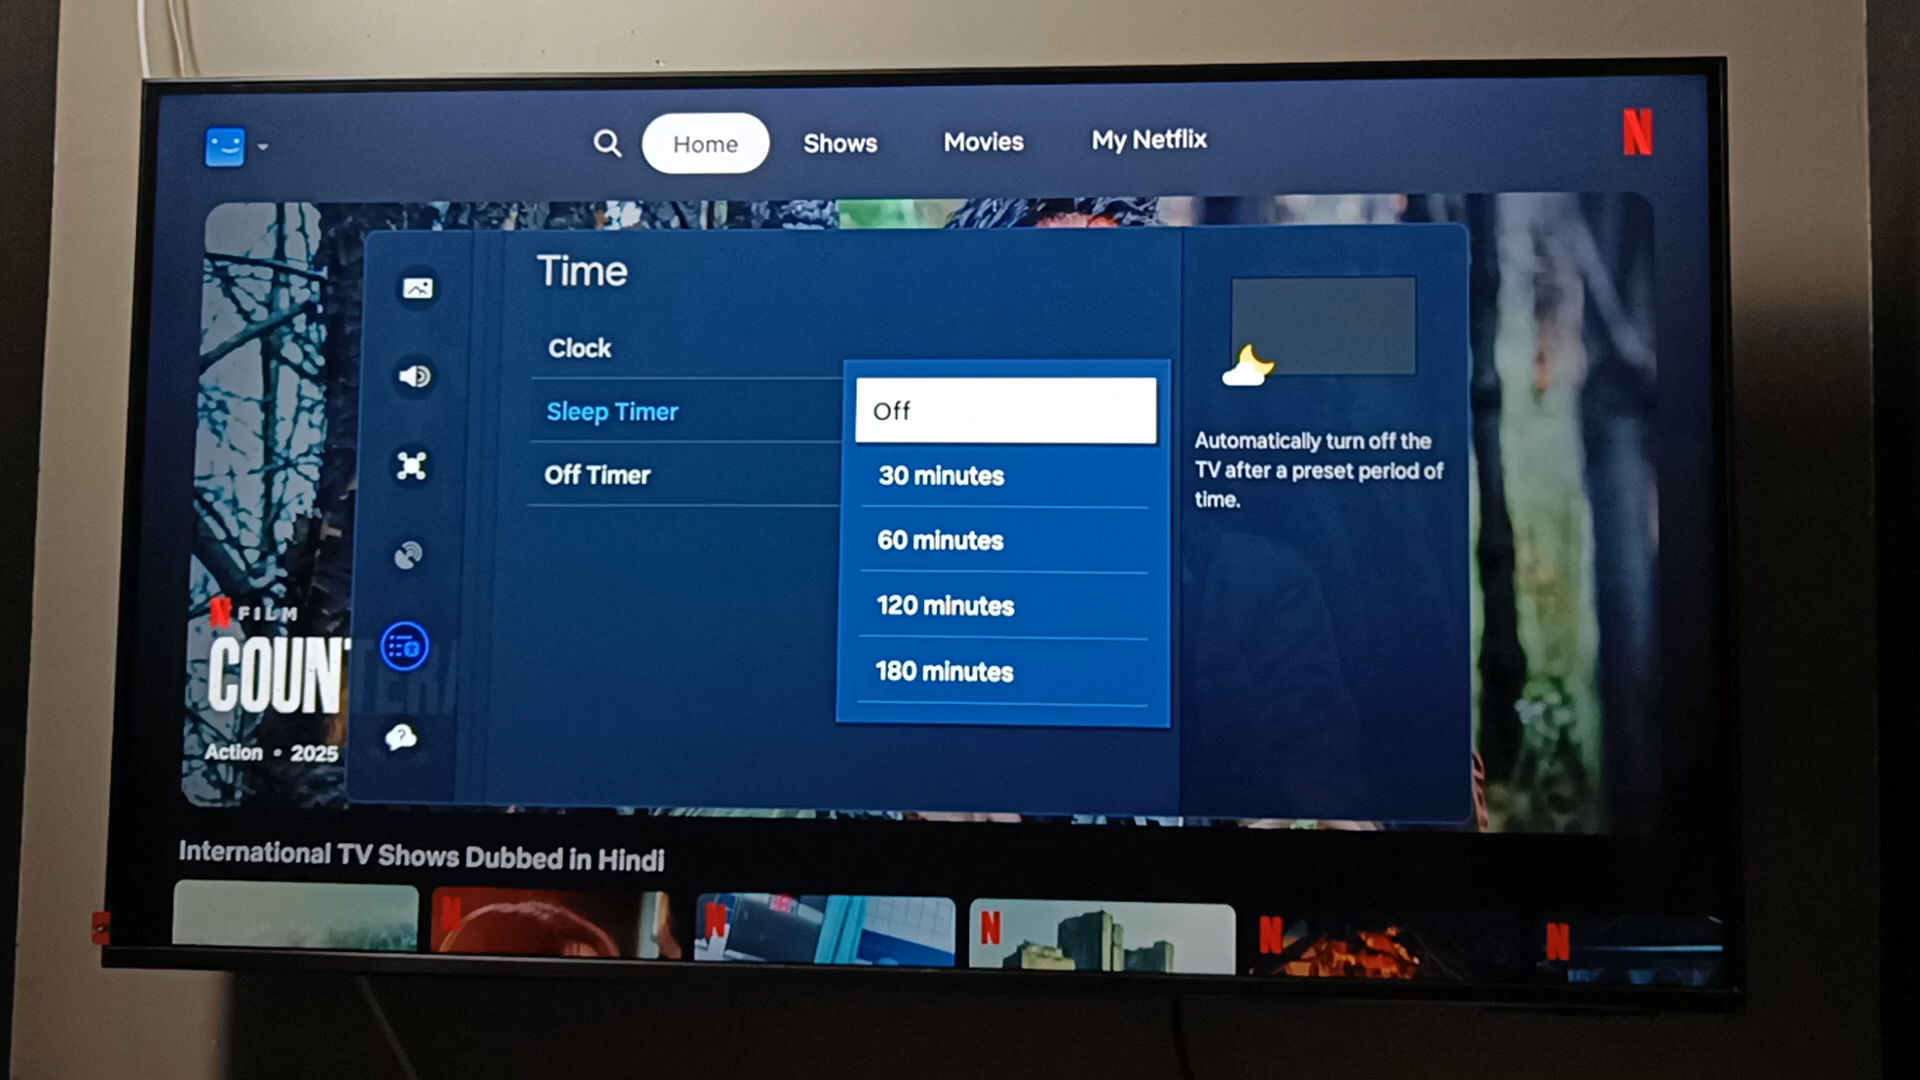 Home
Shows
Movies
My Netflix
N
Time
Clock
Sleep Timer
Off Timer
Off
30 minutes
60 minutes
120 minutes
180 minutes
Automatically turn off the
TV after a preset period of
time.
N FILM
COUNTERA
Action • 2025
International TV Shows Dubbed in Hindi
N
N
N
N
N